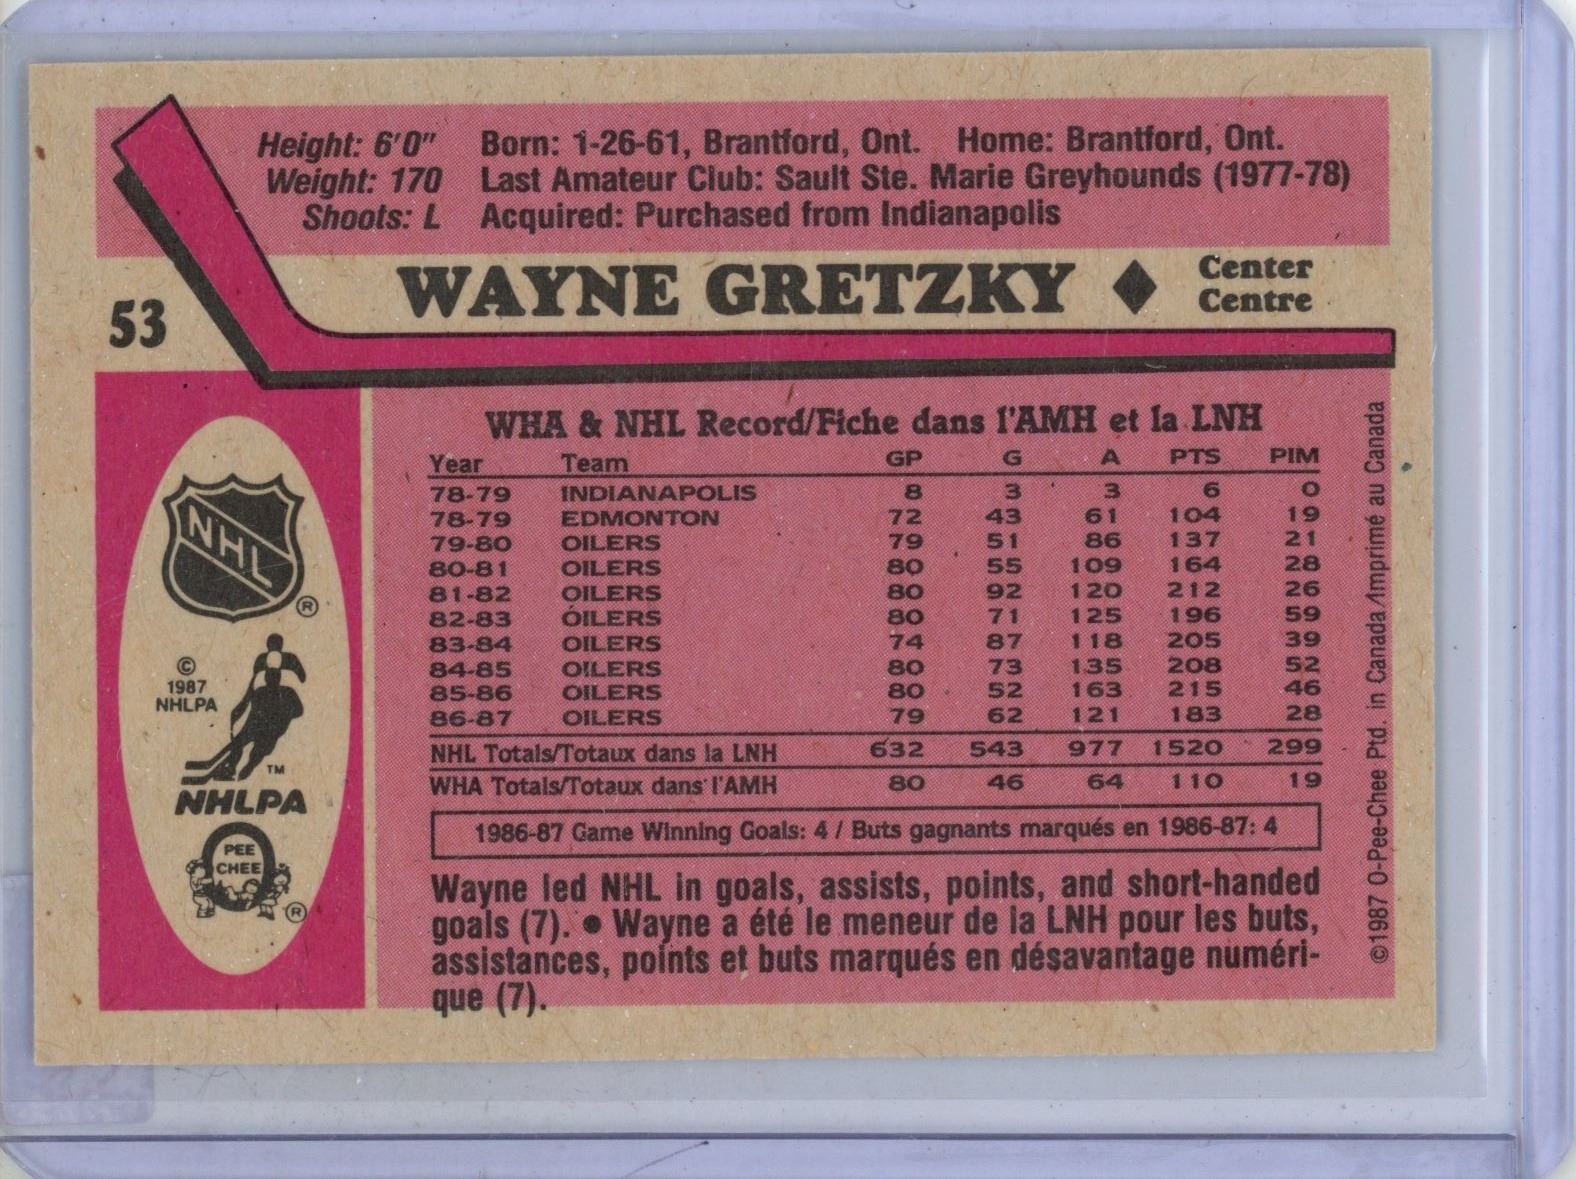 Height: 6'0" Born: 1-26-61, Brantford, Ont. Home: Brantford, Ont.
Weight: 170 Last Amateur Club: Sault Ste. Marie Greyhounds (1977-78)
Shoots: L Acquired: Purchased from Indianapolis
53
WAYNE GRETZKY ♦ Center
Centre
NHL
®
©
1987
NHLPA
TM
NHLPA
PEE
CHEE
®
WHA & NHL Record/Fiche dans l'AMH et la LNH
Year Team GP G A PTS PIM
78-79 INDIANAPOLIS 8 3 3 6 0
78-79 EDMONTON 72 43 61 104 19
79-80 OILERS 79 51 86 137 21
80-81 OILERS 80 55 109 164 28
81-82 OILERS 80 92 120 212 26
82-83 OILERS 80 71 125 196 59
83-84 OILERS 74 87 118 205 39
84-85 OILERS 80 73 135 208 52
85-86 OILERS 80 52 163 215 46
86-87 OILERS 79 62 121 183 28
NHL Totals/Totaux dans la LNH 632 543 977 1520 299
WHA Totals/Totaux dans l'AMH 80 46 64 110 19
1986-87 Game Winning Goals: 4 / Buts gagnants marqués en 1986-87: 4
Wayne led NHL in goals, assists, points, and short-handed
goals (7). • Wayne a été le meneur de la LNH pour les buts,
assistances, points et buts marqués en désavantage numéri-
que (7).
©1987 O-Pee-Chee Ptd. in Canada/Imprimé au Canada